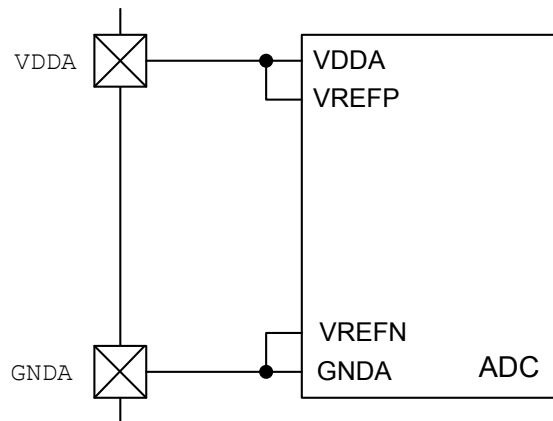 VDDA
VDDA
VREFP
VREFN
GNDA
GNDA
ADC